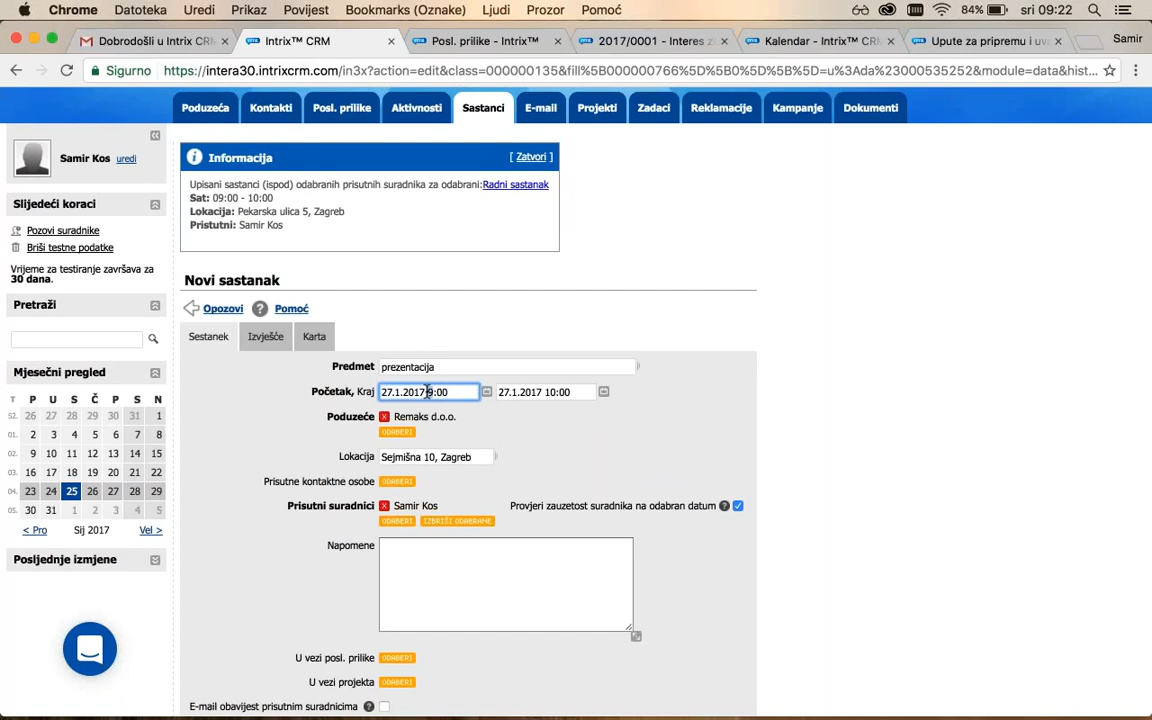 Chrome Datoteka Uredi Prikaz Povijest Bookmarks (Oznake) Ljudi Prozor Pomoć 84% sri 09:22
Dobrodošli u Intrix CRM Intrix™ CRM Posl. prilike - Intrix™ 2017/0001 - Interes za Kalendar - Intrix™ CRM Upute za pripremu i uva Samir
Sigurno https://intera30.intrixcrm.com/in3x?action=edit&class=000000135&fill%5B000000766%5D%5B0%5D%5B%5D=u%3Ada%23000535252&module=data&hist...
Poduzeća Kontakti Posl. prilike Aktivnosti Sastanci E-mail Projekti Zadaci Reklamacije Kampanje Dokumenti
Samir Kos uredi
Slijedeći koraci
Pozovi suradnike
Briši testne podatke
Vrijeme za testiranje završava za
30 dana.
Pretraži
Mjesečni pregled
T P U S Č P S N
52. 26 27 28 29 30 31 1
01. 2 3 4 5 6 7 8
02. 9 10 11 12 13 14 15
03. 16 17 18 19 20 21 22
04. 23 24 25 26 27 28 29
05. 30 31 1 2 3 4 5
< Pro Sij 2017 Vel >
Posljednje izmjene
Informacija [ Zatvori ]
Upisani sastanci (ispod) odabranih prisutnih suradnika za odabrani:Radni sastanak
Sat: 09:00 - 10:00
Lokacija: Pekarska ulica 5, Zagreb
Pristutni: Samir Kos
Novi sastanak
Opozovi ? Pomoć
Sestanek Izvješće Karta
Predmet prezentacija
Početak, Kraj 27.1.2017 9:00 27.1.2017 10:00
Poduzeće X Remaks d.o.o.
ODABERI
Lokacija Sejmišna 10, Zagreb
Prisutne kontaktne osobe ODABERI
Prisutni suradnici X Samir Kos Provjeri zauzetost suradnika na odabran datum ?
ODABERI IZBRIŠI ODABRANE
Napomene
U vezi posl. prilike ODABERI
U vezi projekta ODABERI
E-mail obavijest prisutnim suradnicima ?